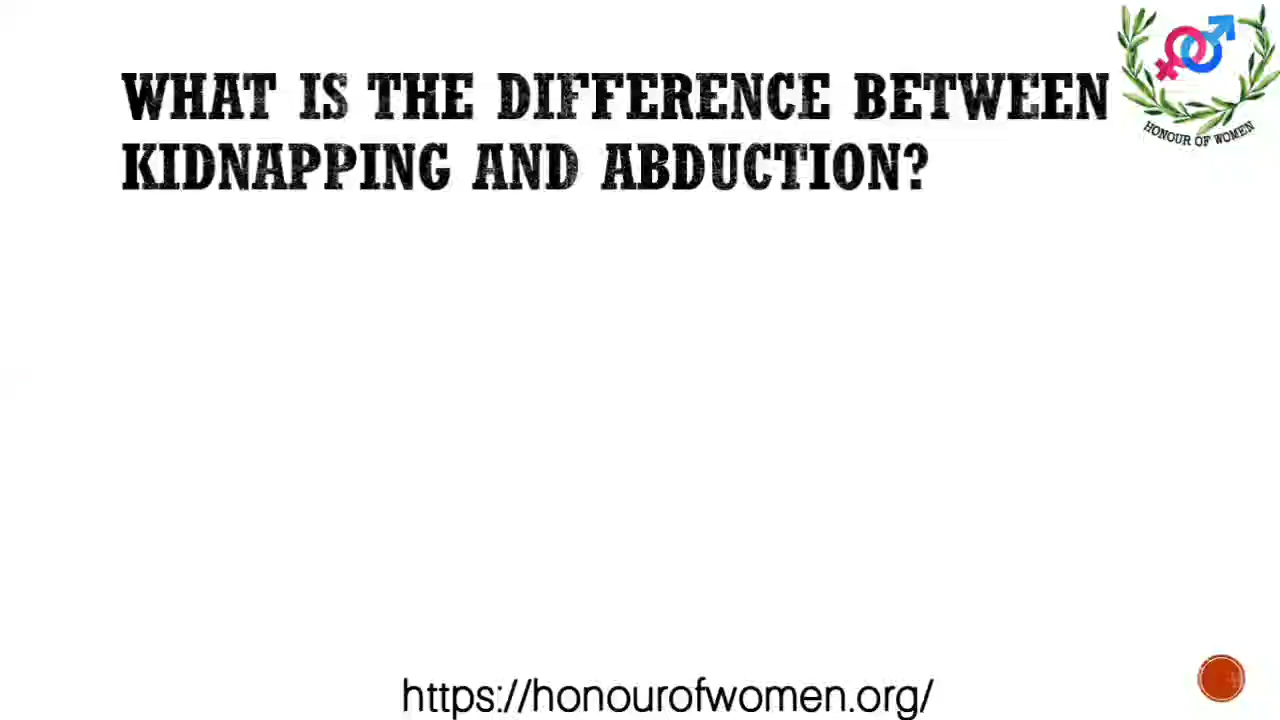 HONOUR OF WOMEN
WHAT IS THE DIFFERENCE BETWEEN
KIDNAPPING AND ABDUCTION?
https://honourofwomen.org/